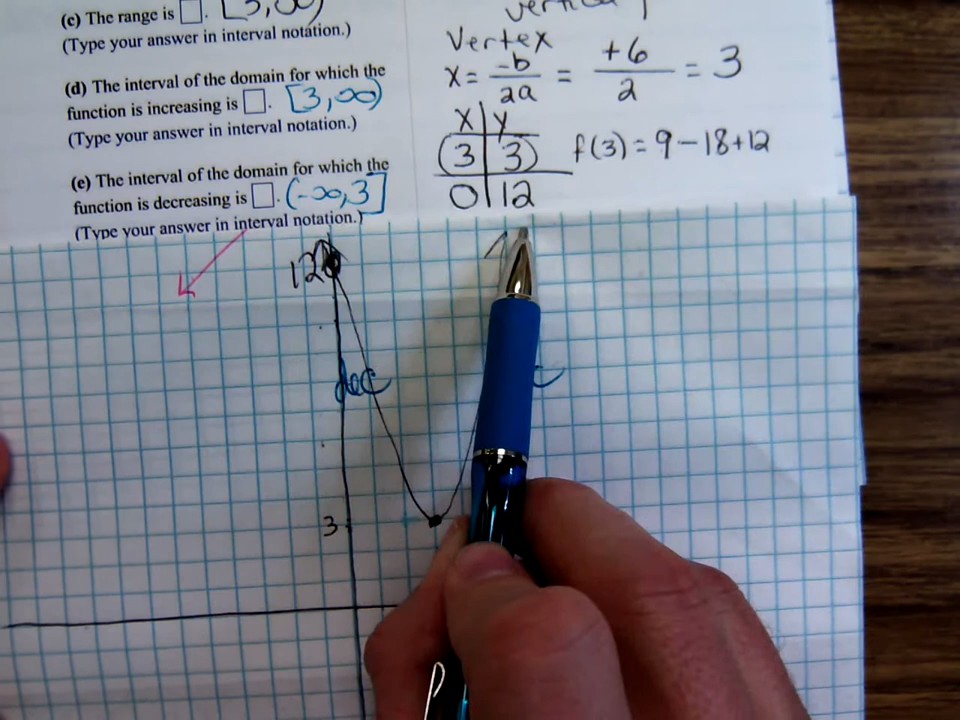 (c) The range is □. [3,∞)
(Type your answer in interval notation.)
(d) The interval of the domain for which the
function is increasing is □. [3,∞)
(Type your answer in interval notation.)
(e) The interval of the domain for which the
function is decreasing is □. (-∞,3]
(Type your answer in interval notation.)
Vertex
x = -b/2a = +6/2 = 3
x | y
(3 | 3) f(3) = 9 - 18 + 12
0 | 12
12
dec
3